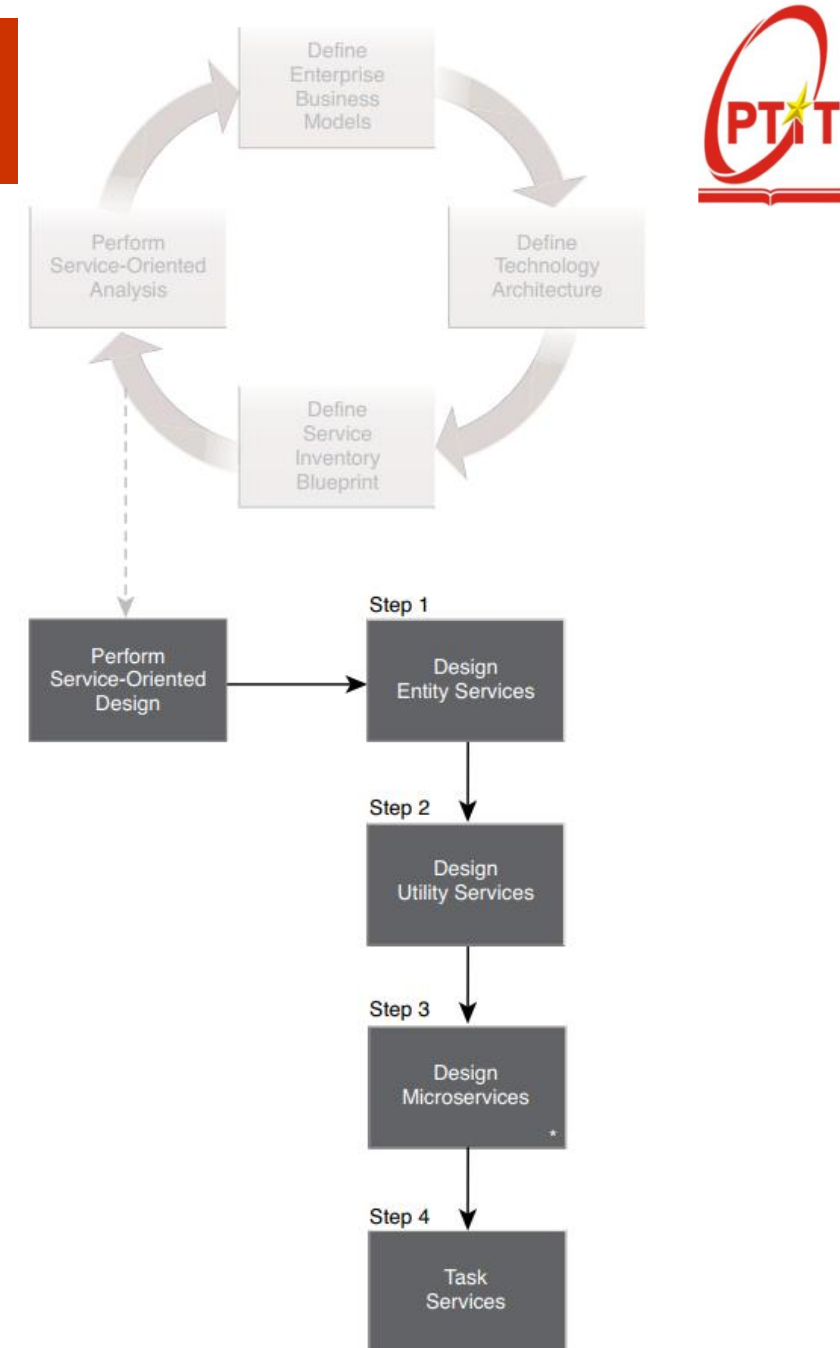 Define
Enterprise
Business
Models
PTIT
Perform
Service-Oriented
Analysis
Define
Technology
Architecture
Define
Service
Inventory
Blueprint
Perform
Service-Oriented
Design
Step 1
Design
Entity Services
Step 2
Design
Utility Services
Step 3
Design
Microservices
*
Step 4
Task
Services